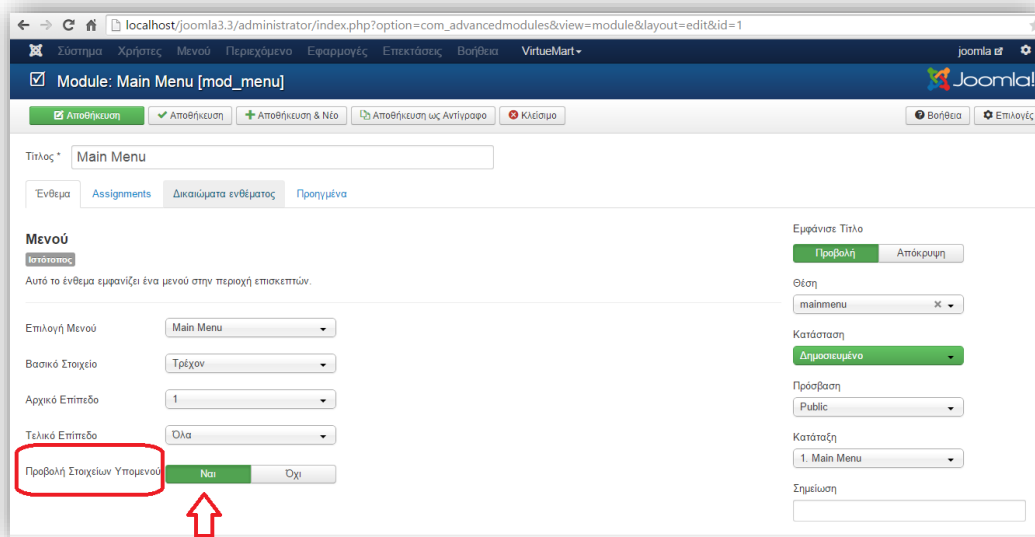 localhost/joomla3.3/administrator/index.php?option=com_advancedmodules&view=module&layout=edit&id=1
Σύστημα Χρήστες Μενού Περιεχόμενο Εφαρμογές Επεκτάσεις Βοήθεια VirtueMart joomla
Module: Main Menu [mod_menu] Joomla!
Αποθήκευση Αποθήκευση Αποθήκευση & Νέο Αποθήκευση ως Αντίγραφο Κλείσιμο Βοήθεια Επιλογές
Τίτλος * Main Menu
Ένθεμα Assignments Δικαιώματα ενθέματος Προηγμένα
Μενού
Ιστότοπος
Αυτό το ένθεμα εμφανίζει ένα μενού στην περιοχή επισκεπτών.
Επιλογή Μενού Main Menu
Βασικό Στοιχείο Τρέχον
Αρχικό Επίπεδο 1
Τελικό Επίπεδο Όλα
Προβολή Στοιχείων Υπομενού Ναι Όχι
Εμφάνισε Τίτλο
Προβολή Απόκρυψη
Θέση
mainmenu
Κατάσταση
Δημοσιευμένο
Πρόσβαση
Public
Κατάταξη
1. Main Menu
Σημείωση